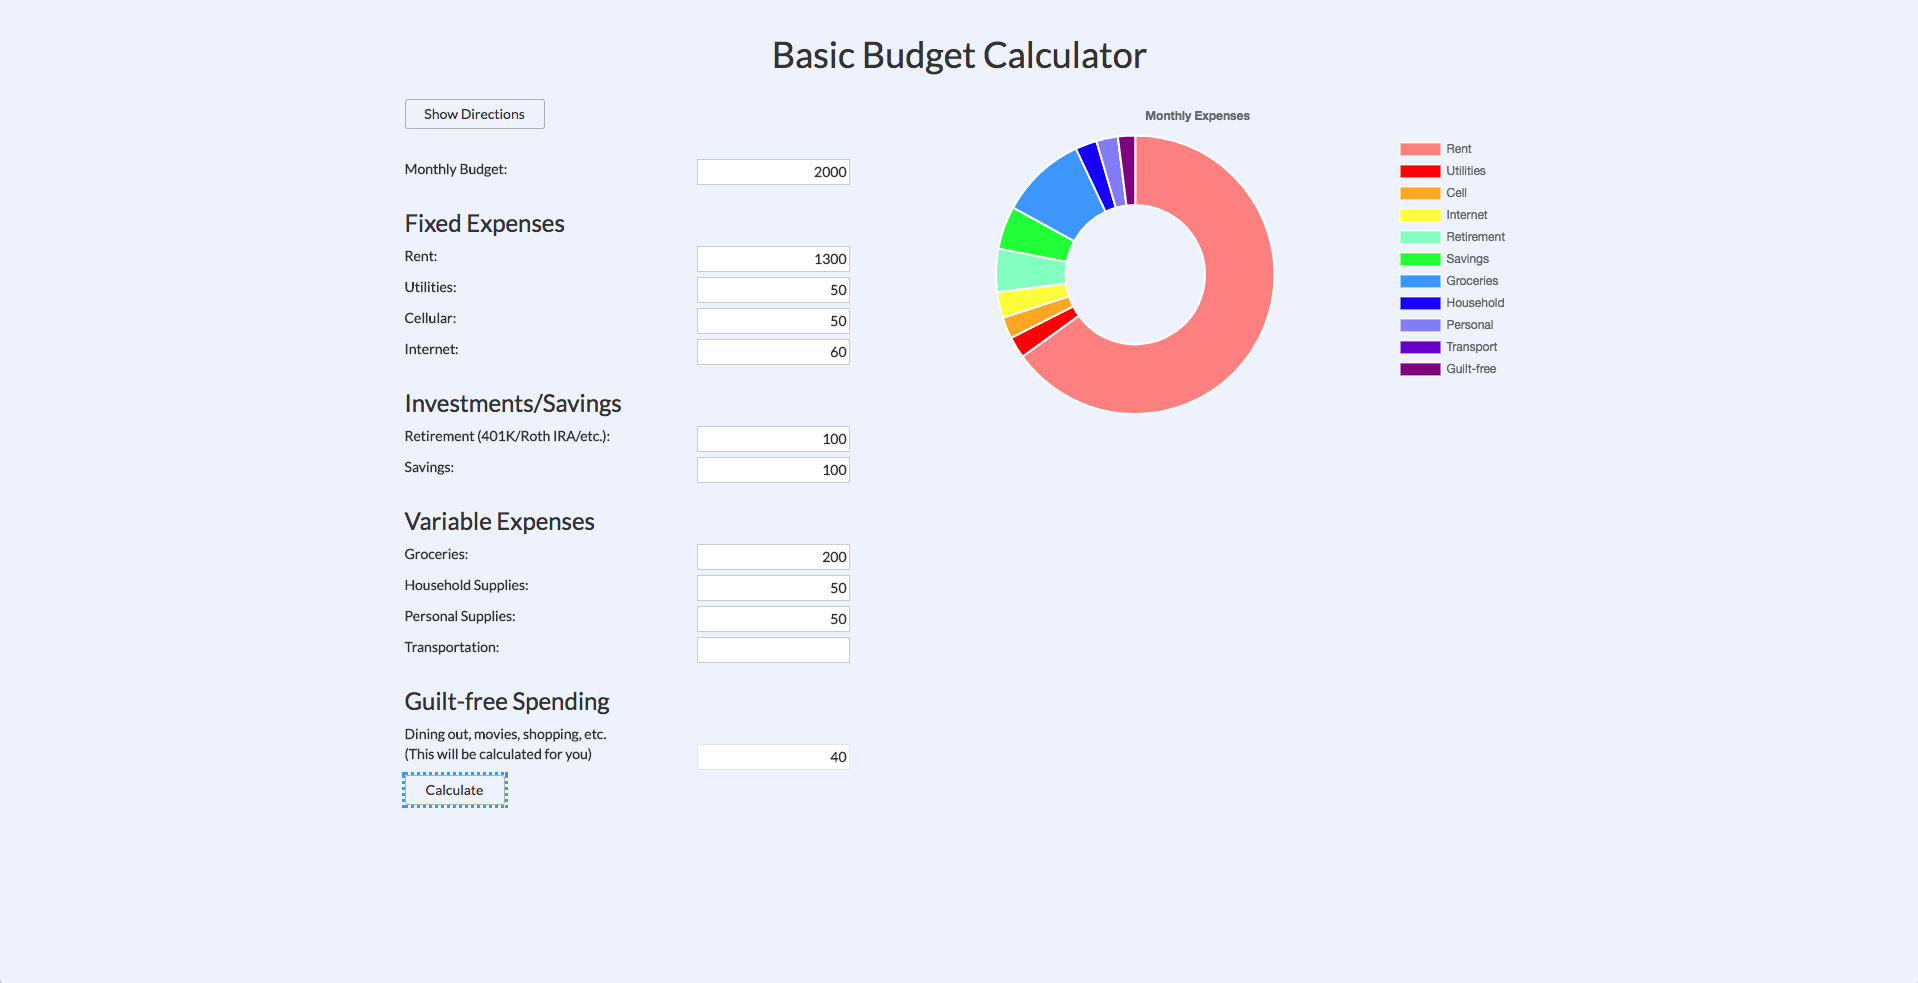 Basic Budget Calculator
Show Directions
Monthly Budget: 2000
Fixed Expenses
Rent: 1300
Utilities: 50
Cellular: 50
Internet: 60
Investments/Savings
Retirement (401K/Roth IRA/etc.): 100
Savings: 100
Variable Expenses
Groceries: 200
Household Supplies: 50
Personal Supplies: 50
Transportation:
Guilt-free Spending
Dining out, movies, shopping, etc.
(This will be calculated for you) 40
Calculate
Monthly Expenses
Rent
Utilities
Cell
Internet
Retirement
Savings
Groceries
Household
Personal
Transport
Guilt-free